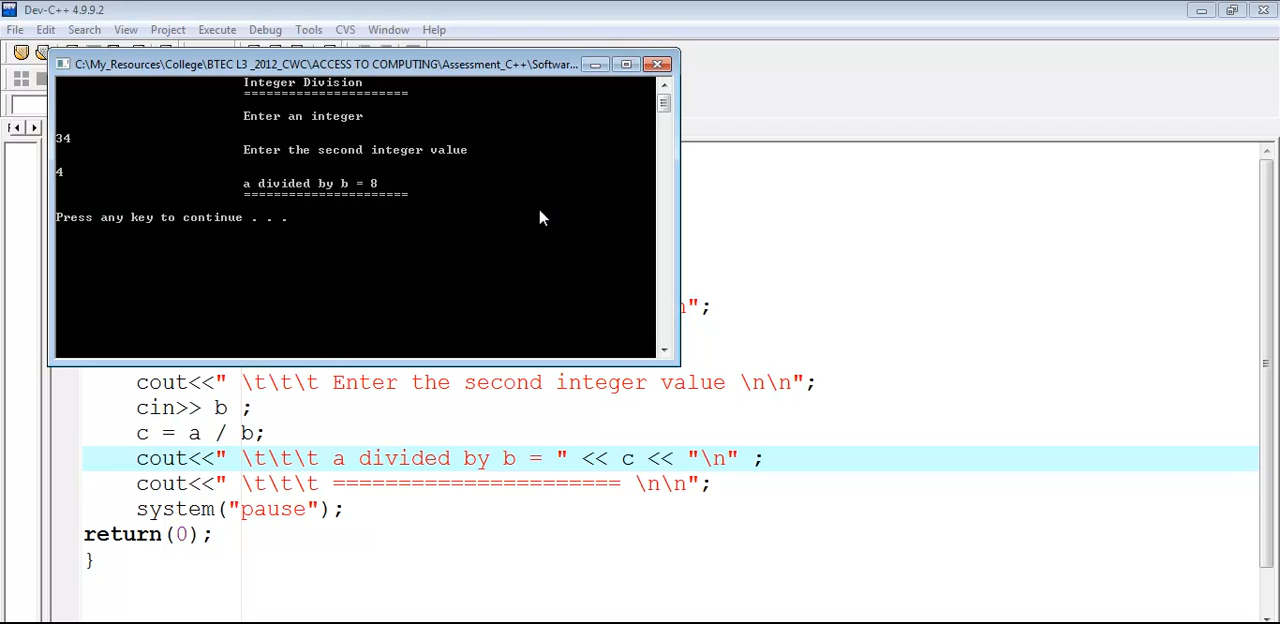 Dev-C++ 4.9.9.2
File Edit Search View Project Execute Debug Tools CVS Window Help
C:\My_Resources\College\BTEC L3 _2012_CWC\ACCESS TO COMPUTING\Assessment_C++\Softwar...
Integer Division
======================
Enter an integer
34
Enter the second integer value
4
a divided by b = 8
======================
Press any key to continue . . .
";
cout<<" \t\t\t Enter the second integer value \n\n";
cin>> b ;
c = a / b;
cout<<" \t\t\t a divided by b = " << c << "\n" ;
cout<<" \t\t\t ====================== \n\n";
system("pause");
return(0);
}